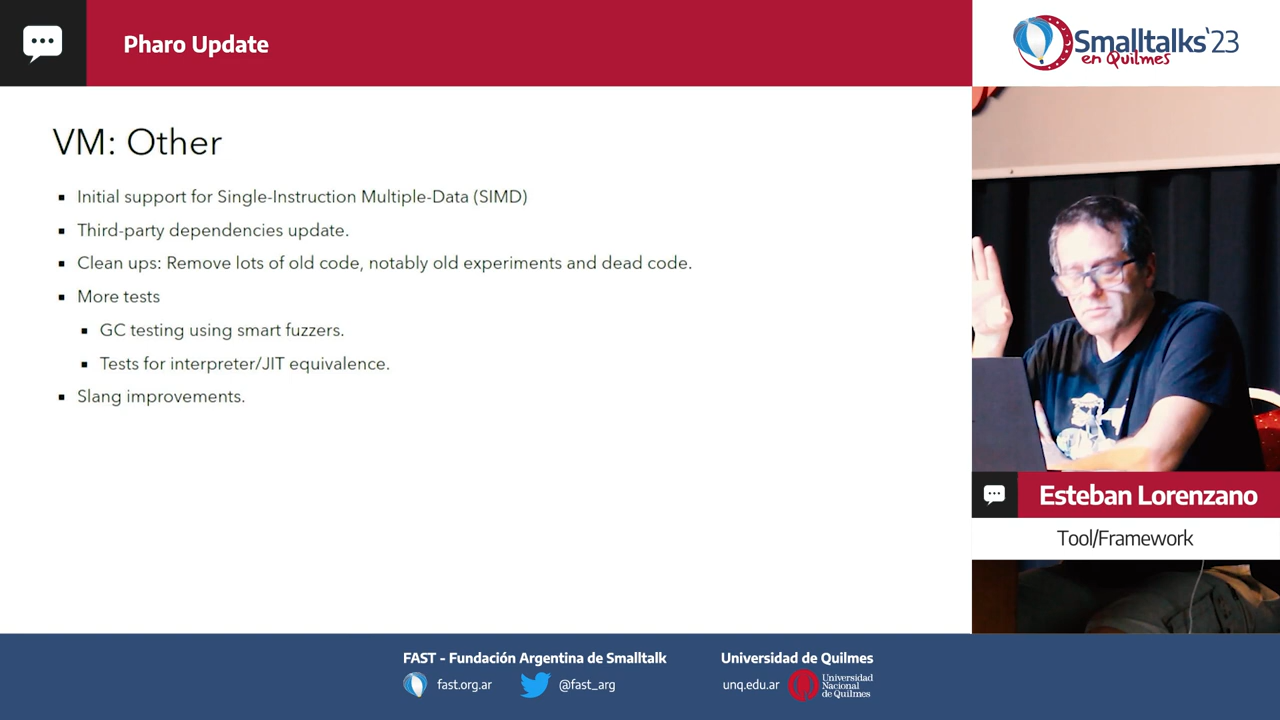 Pharo Update
Smalltalks'23
en Quilmes
VM: Other
▪ Initial support for Single-Instruction Multiple-Data (SIMD)
▪ Third-party dependencies update.
▪ Clean ups: Remove lots of old code, notably old experiments and dead code.
▪ More tests
▪ GC testing using smart fuzzers.
▪ Tests for interpreter/JIT equivalence.
▪ Slang improvements.
Esteban Lorenzano
Tool/Framework
FAST - Fundación Argentina de Smalltalk
fast.org.ar
@fast_arg
Universidad de Quilmes
unq.edu.ar
Universidad
Nacional
de Quilmes